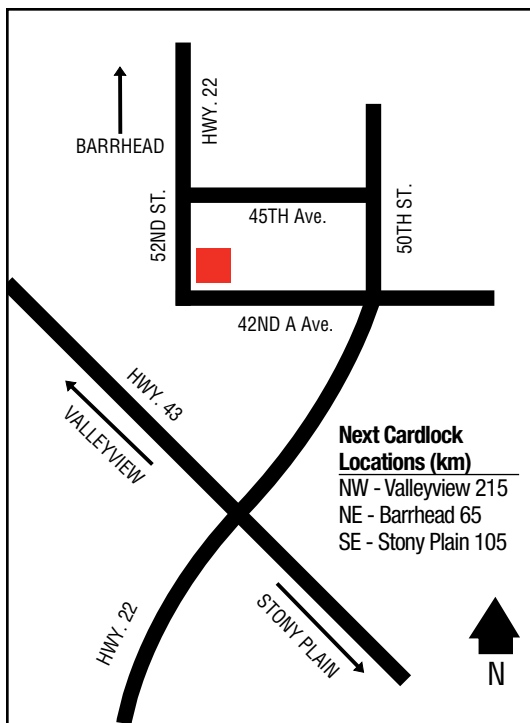 HWY. 22
BARRHEAD
52ND ST.
45TH Ave.
50TH ST.
42ND A Ave.
HWY. 43
VALLEYVIEW
Next Cardlock
Locations (km)
NW - Valleyview 215
NE - Barrhead 65
SE - Stony Plain 105
STONY PLAIN
HWY. 22
N